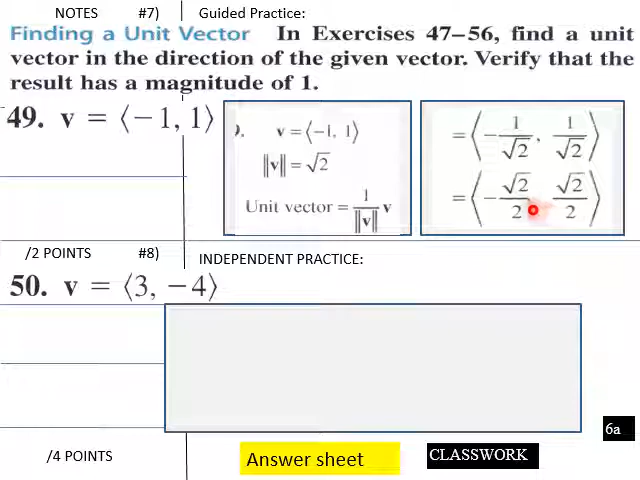 NOTES #7) Guided Practice:
Finding a Unit Vector In Exercises 47–56, find a unit
vector in the direction of the given vector. Verify that the
result has a magnitude of 1.
49. v = ⟨−1, 1⟩
). v = ⟨−1, 1⟩
‖v‖ = √2
Unit vector = 1/‖v‖ v
= ⟨−1/√2, 1/√2⟩
= ⟨−√2/2, √2/2⟩
/2 POINTS #8) INDEPENDENT PRACTICE:
50. v = ⟨3, −4⟩
6a
/4 POINTS Answer sheet CLASSWORK